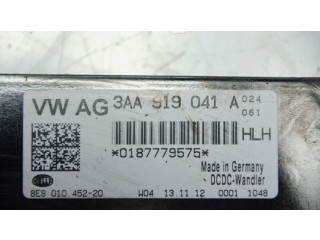 VW AG 3AA 919 041 A 024
061
HLH
*0187779575*
Made in Germany
DCDC-Wandler
8ES 010 452-20 W04 13.11.12 0001 1048